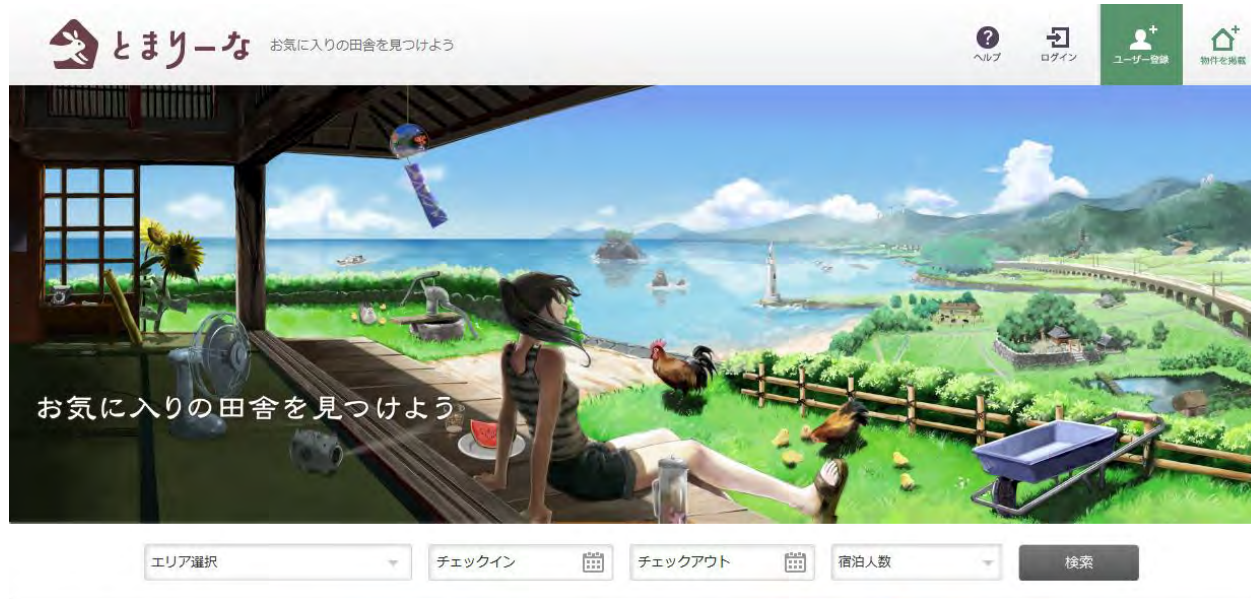 とまりーな
お気に入りの田舎を見つけよう
ヘルプ
ログイン
ユーザー登録
物件を掲載
お気に入りの田舎を見つけよう
エリア選択
チェックイン
チェックアウト
宿泊人数
検索